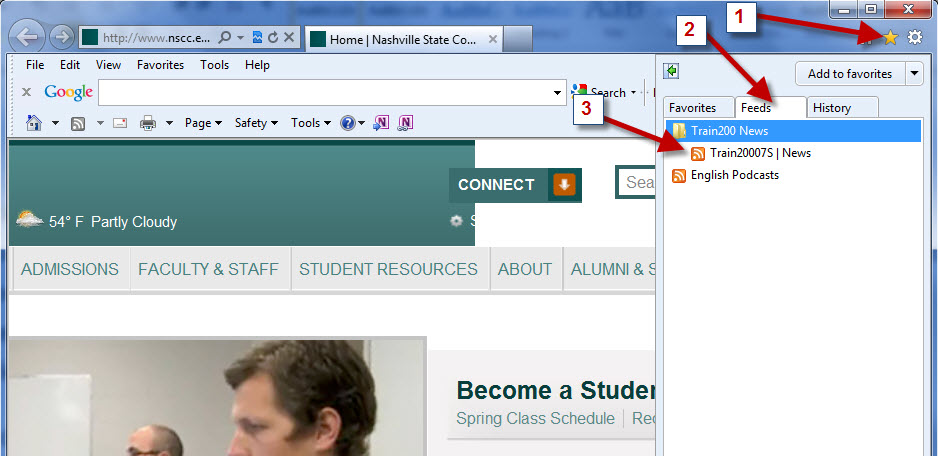 1
2
3
http://www.nscc.e...
Home | Nashville State Co...
File Edit View Favorites Tools Help
Add to favorites
x Google Search
Favorites Feeds History
Page Safety Tools
Train200 News
Train20007S | News
English Podcasts
CONNECT
Sea
54° F Partly Cloudy
S
ADMISSIONS FACULTY & STAFF STUDENT RESOURCES ABOUT ALUMNI & S
Become a Studen
Spring Class Schedule Rec